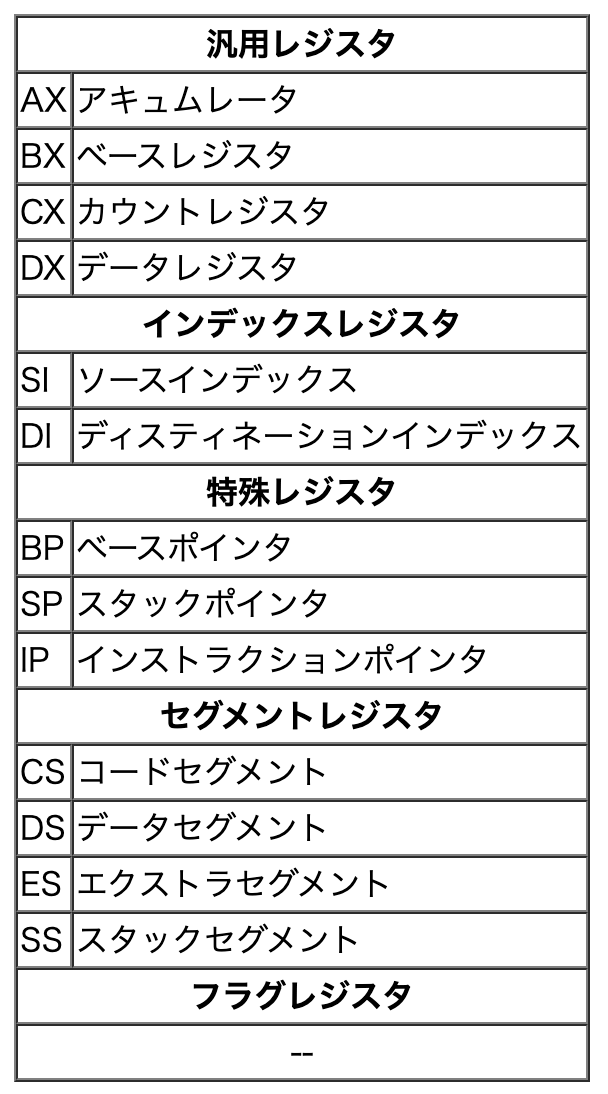 汎用レジスタ
AX アキュムレータ
BX ベースレジスタ
CX カウントレジスタ
DX データレジスタ
インデックスレジスタ
SI ソースインデックス
DI ディスティネーションインデックス
特殊レジスタ
BP ベースポインタ
SP スタックポインタ
IP インストラクションポインタ
セグメントレジスタ
CS コードセグメント
DS データセグメント
ES エクストラセグメント
SS スタックセグメント
フラグレジスタ
--